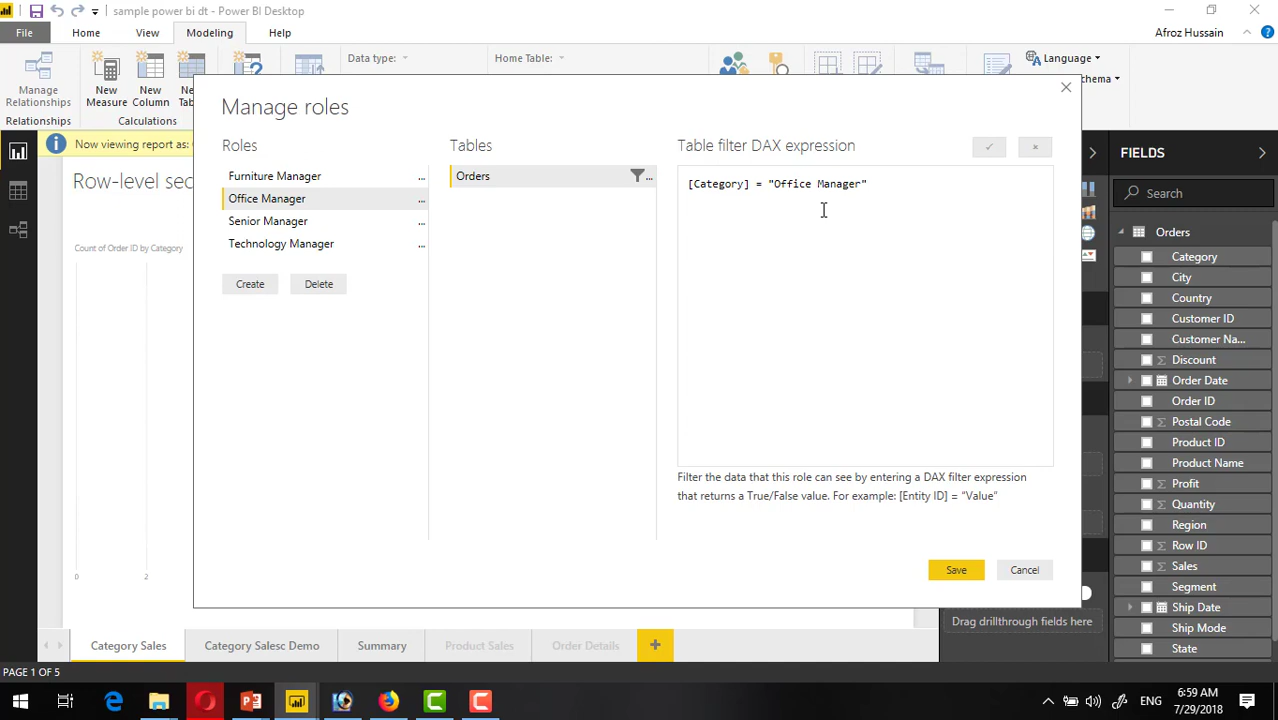 sample power bi dt - Power BI Desktop
File
Home
View
Modeling
Help
Afroz Hussain
Manage
Relationships
Relationships
New
Measure
New
Column
New
Tab
Calculations
Data type:
Home Table:
Language
chema
Now viewing report as:
Row-level sec
Count of Order ID by Category
0
2
Manage roles
Roles
Furniture Manager
...
Office Manager
...
Senior Manager
...
Technology Manager
...
Create
Delete
Tables
Orders
...
Table filter DAX expression
[Category] = "Office Manager"
Filter the data that this role can see by entering a DAX filter expression
that returns a True/False value. For example: [Entity ID] = “Value”
Save
Cancel
FIELDS
Search
Orders
Category
City
Country
Customer ID
Customer Na...
Discount
Order Date
Order ID
Postal Code
Product ID
Product Name
Profit
Quantity
Region
Row ID
Sales
Segment
Ship Date
Ship Mode
State
Drag drillthrough fields here
Category Sales
Category Salesc Demo
Summary
Product Sales
Order Details
PAGE 1 OF 5
ENG
6:59 AM
7/29/2018